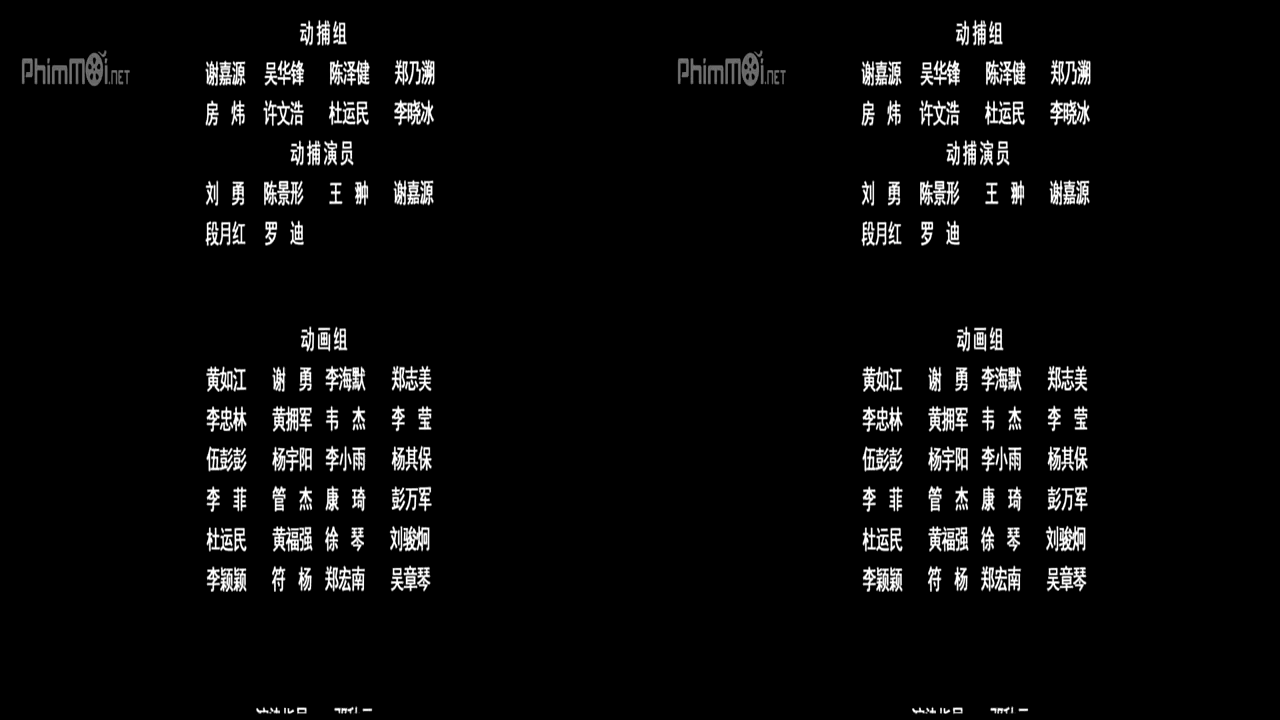 动捕组
PhimMỗi.NET
谢嘉源 吴华锋 陈泽健 郑乃溯
房 炜 许文浩 杜运民 李晓冰
动捕演员
刘 勇 陈景形 王 翀 谢嘉源
段月红 罗 迪
动画组
黄如江 谢 勇 李海默 郑志美
李忠林 黄拥军 韦 杰 李 莹
伍彭彭 杨宇阳 李小雨 杨其保
李 菲 管 杰 康 琦 彭万军
杜运民 黄福强 徐 琴 刘骏炯
李颖颖 符 杨 郑宏南 吴章琴
动捕组
PhimMỗi.NET
谢嘉源 吴华锋 陈泽健 郑乃溯
房 炜 许文浩 杜运民 李晓冰
动捕演员
刘 勇 陈景形 王 翀 谢嘉源
段月红 罗 迪
动画组
黄如江 谢 勇 李海默 郑志美
李忠林 黄拥军 韦 杰 李 莹
伍彭彭 杨宇阳 李小雨 杨其保
李 菲 管 杰 康 琦 彭万军
杜运民 黄福强 徐 琴 刘骏炯
李颖颖 符 杨 郑宏南 吴章琴